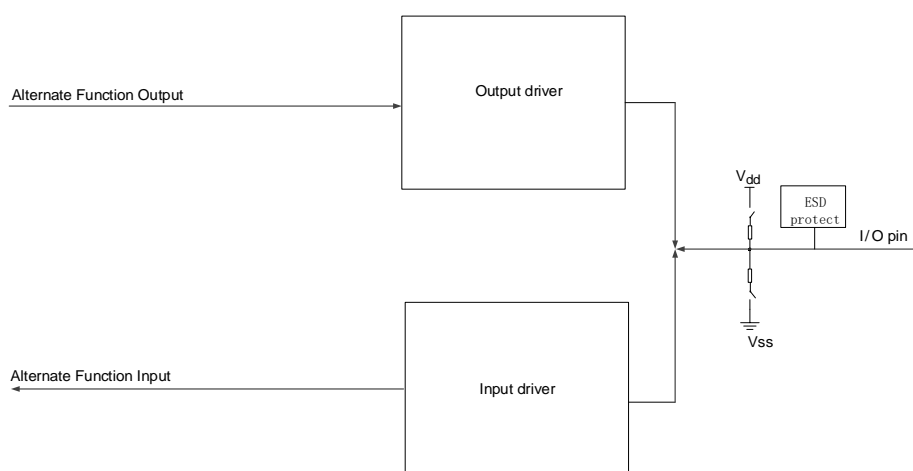 Alternate Function Output
Output driver
Vdd
ESD
protect
I/O pin
Vss
Alternate Function Input
Input driver